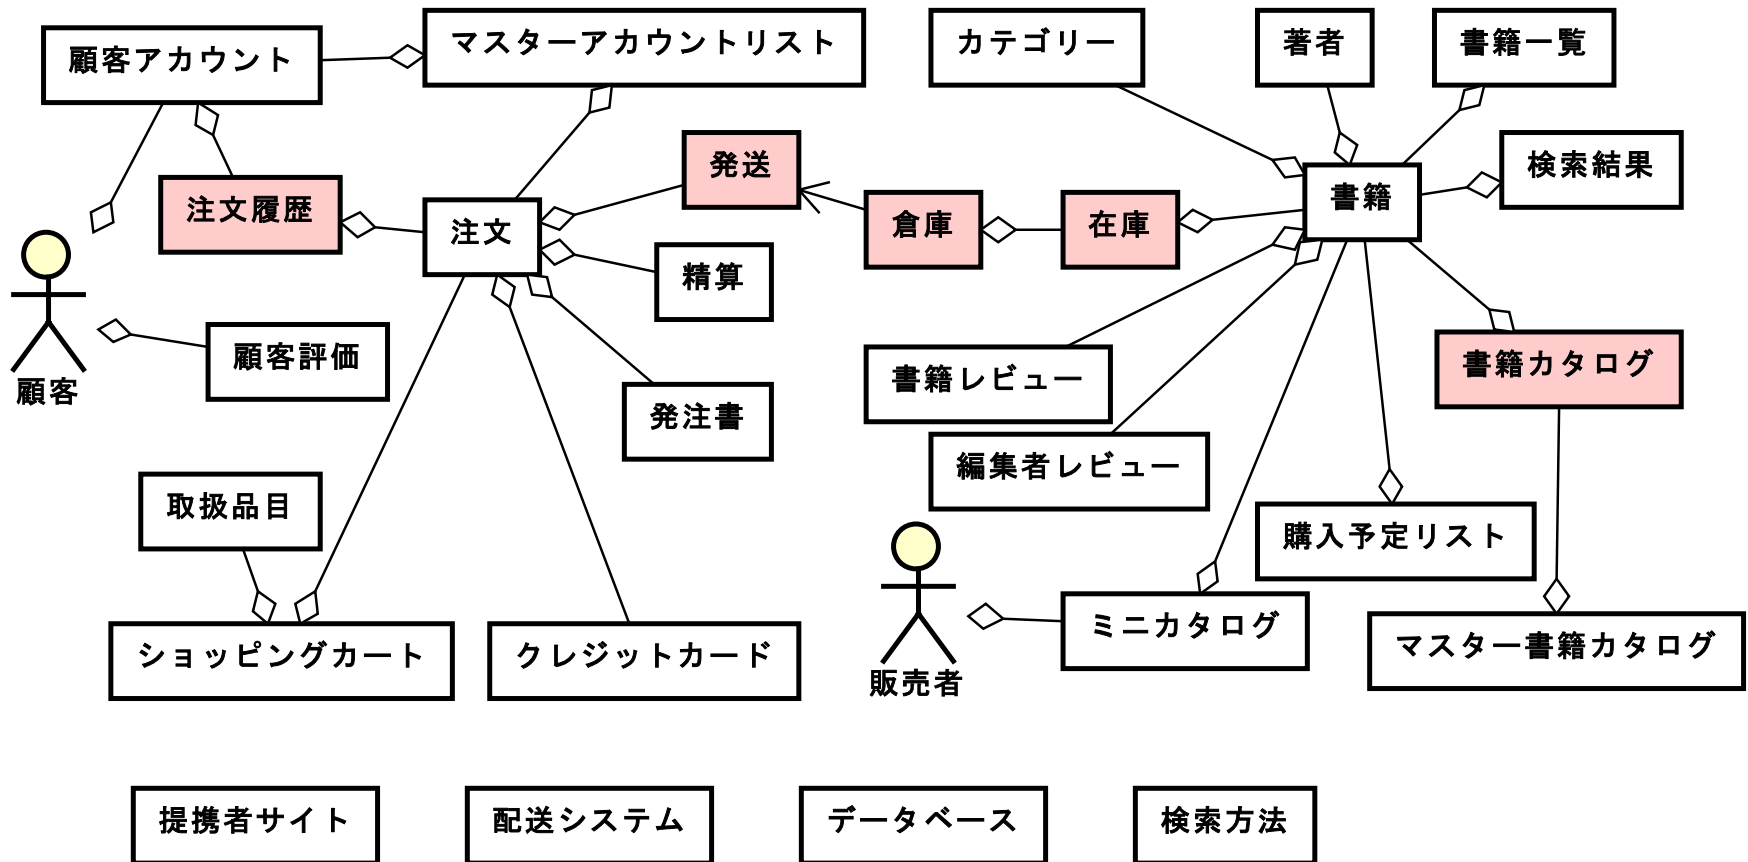 顧客アカウント
マスターアカウントリスト
カテゴリー
著者
書籍一覧
発送
検索結果
注文履歴
注文
倉庫
在庫
書籍
精算
顧客評価
顧客
発注書
書籍レビュー
書籍カタログ
編集者レビュー
取扱品目
購入予定リスト
ショッピングカート
クレジットカード
販売者
ミニカタログ
マスター書籍カタログ
提携者サイト
配送システム
データベース
検索方法